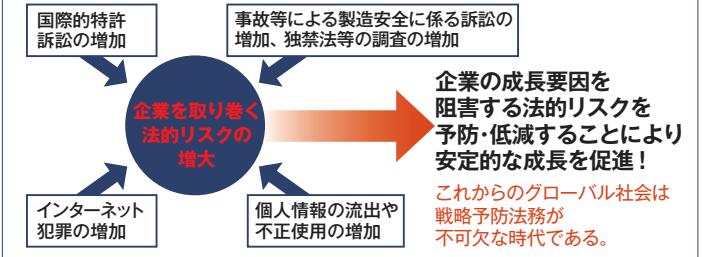 国際的特許
訴訟の増加
事故等による製造安全に係る訴訟の
増加、独禁法等の調査の増加
企業を取り巻く
法的リスクの
増大
企業の成長要因を
阻害する法的リスクを
予防・低減することにより
安定的な成長を促進！
これからのグローバル社会は
戦略予防法務が
不可欠な時代である。
インターネット
犯罪の増加
個人情報の流出や
不正使用の増加